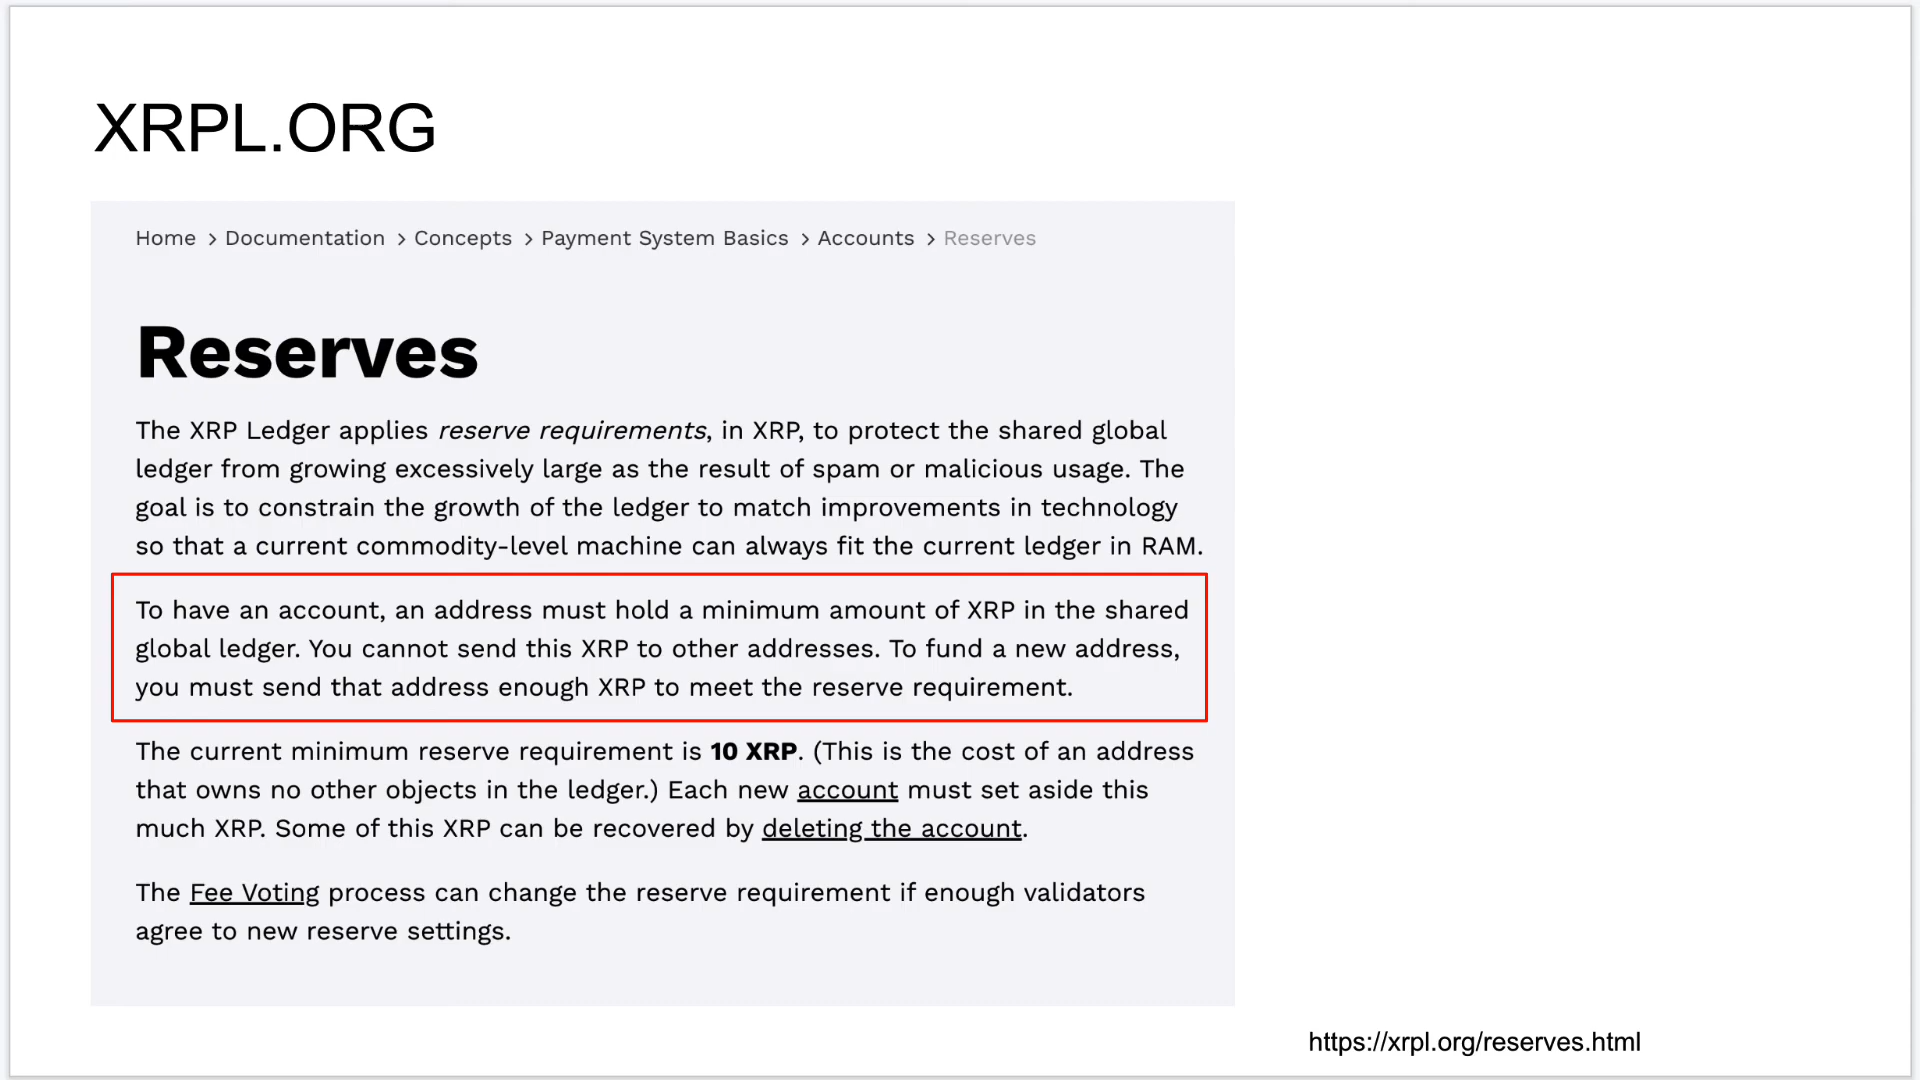 XRPL.ORG
Home > Documentation > Concepts > Payment System Basics > Accounts > Reserves
Reserves
The XRP Ledger applies reserve requirements, in XRP, to protect the shared global
ledger from growing excessively large as the result of spam or malicious usage. The
goal is to constrain the growth of the ledger to match improvements in technology
so that a current commodity-level machine can always fit the current ledger in RAM.
To have an account, an address must hold a minimum amount of XRP in the shared
global ledger. You cannot send this XRP to other addresses. To fund a new address,
you must send that address enough XRP to meet the reserve requirement.
The current minimum reserve requirement is 10 XRP. (This is the cost of an address
that owns no other objects in the ledger.) Each new account must set aside this
much XRP. Some of this XRP can be recovered by deleting the account.
The Fee Voting process can change the reserve requirement if enough validators
agree to new reserve settings.
https://xrpl.org/reserves.html